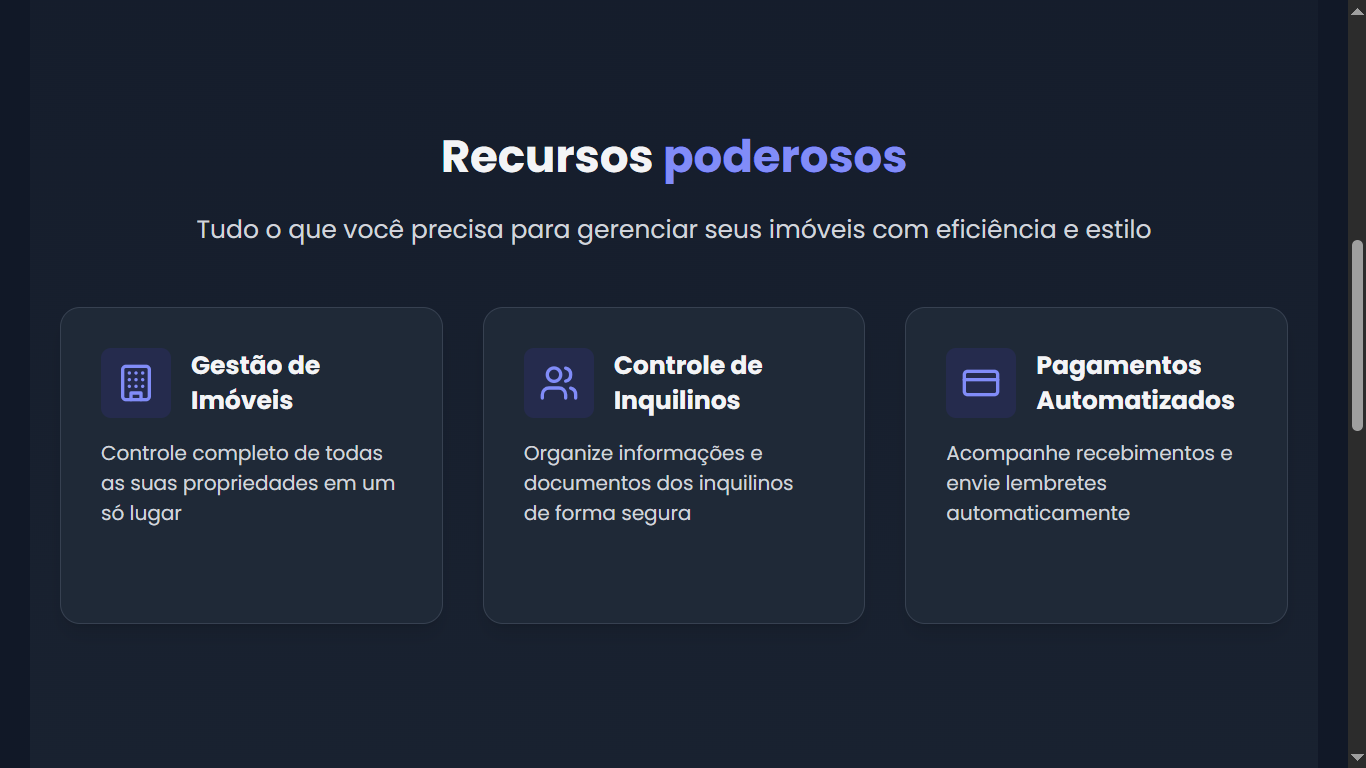 Recursos poderosos
Tudo o que você precisa para gerenciar seus imóveis com eficiência e estilo
Gestão de
Imóveis
Controle completo de todas
as suas propriedades em um
só lugar
Controle de
Inquilinos
Organize informações e
documentos dos inquilinos
de forma segura
Pagamentos
Automatizados
Acompanhe recebimentos e
envie lembretes
automaticamente